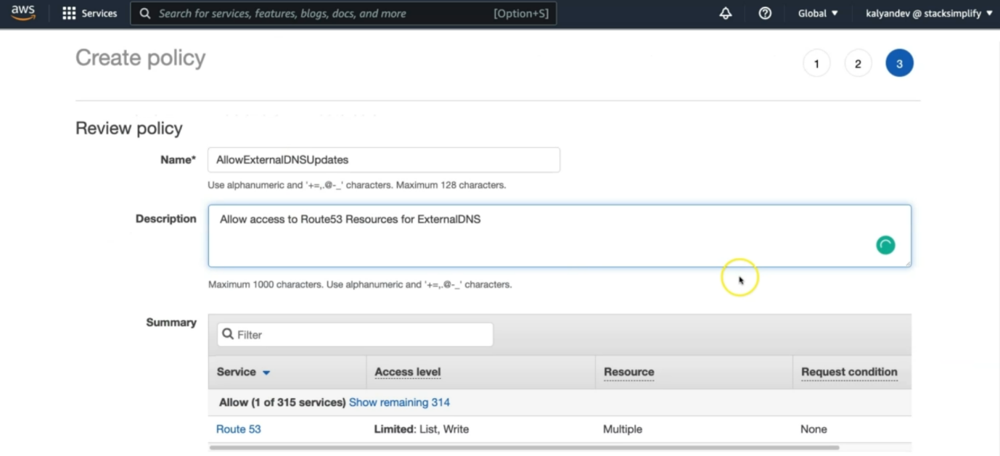 aws Services Search for services, features, blogs, docs, and more [Option+S] Global ▼ kalyandev @ stacksimplify ▼
Create policy 1 2 3
Review policy
Name* AllowExternalDNSUpdates
Use alphanumeric and '+=,.@-_' characters. Maximum 128 characters.
Description Allow access to Route53 Resources for ExternalDNS
Maximum 1000 characters. Use alphanumeric and '+=,.@-_' characters.
Summary Filter
Service Access level Resource Request condition
Allow (1 of 315 services) Show remaining 314
Route 53 Limited: List, Write Multiple None